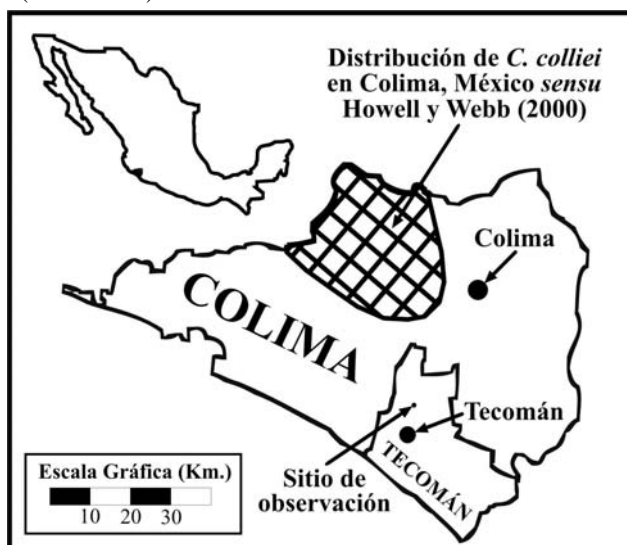 Distribución de C. colliei
en Colima, México sensu
Howell y Webb (2000)
Colima
COLIMA
Tecomán
TECOMÁN
Sitio de
observación
Escala Gráfica (Km.)
10 20 30